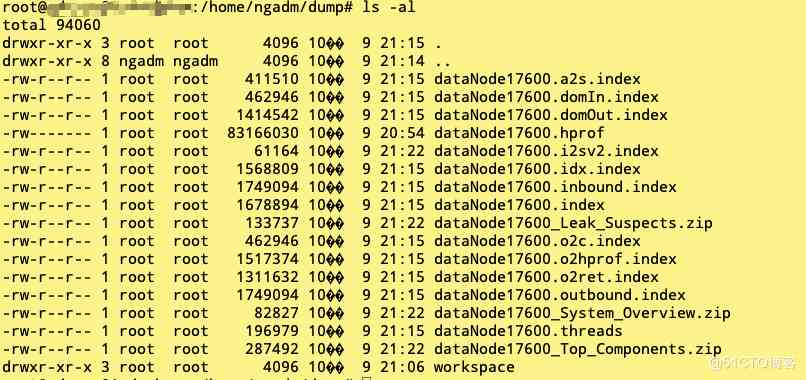 root@:/home/ngadm/dump# ls -al
total 94060
drwxr-xr-x 3 root  root      4096 10��  9 21:15 .
drwxr-xr-x 8 ngadm ngadm     4096 10��  9 21:14 ..
-rw-r--r-- 1 root  root    411510 10��  9 21:15 dataNode17600.a2s.index
-rw-r--r-- 1 root  root    462946 10��  9 21:15 dataNode17600.domIn.index
-rw-r--r-- 1 root  root   1414542 10��  9 21:15 dataNode17600.domOut.index
-rw------- 1 root  root  83166030 10��  9 20:54 dataNode17600.hprof
-rw-r--r-- 1 root  root     61164 10��  9 21:22 dataNode17600.i2sv2.index
-rw-r--r-- 1 root  root   1568809 10��  9 21:15 dataNode17600.idx.index
-rw-r--r-- 1 root  root   1749094 10��  9 21:15 dataNode17600.inbound.index
-rw-r--r-- 1 root  root   1678894 10��  9 21:15 dataNode17600.index
-rw-r--r-- 1 root  root    133737 10��  9 21:22 dataNode17600_Leak_Suspects.zip
-rw-r--r-- 1 root  root    462946 10��  9 21:15 dataNode17600.o2c.index
-rw-r--r-- 1 root  root   1517374 10��  9 21:15 dataNode17600.o2hprof.index
-rw-r--r-- 1 root  root   1311632 10��  9 21:15 dataNode17600.o2ret.index
-rw-r--r-- 1 root  root   1749094 10��  9 21:15 dataNode17600.outbound.index
-rw-r--r-- 1 root  root     82827 10��  9 21:22 dataNode17600_System_Overview.zip
-rw-r--r-- 1 root  root    196979 10��  9 21:15 dataNode17600.threads
-rw-r--r-- 1 root  root    287492 10��  9 21:22 dataNode17600_Top_Components.zip
drwxr-xr-x 3 root  root      4096 10��  9 21:06 workspace
@51CTO博客